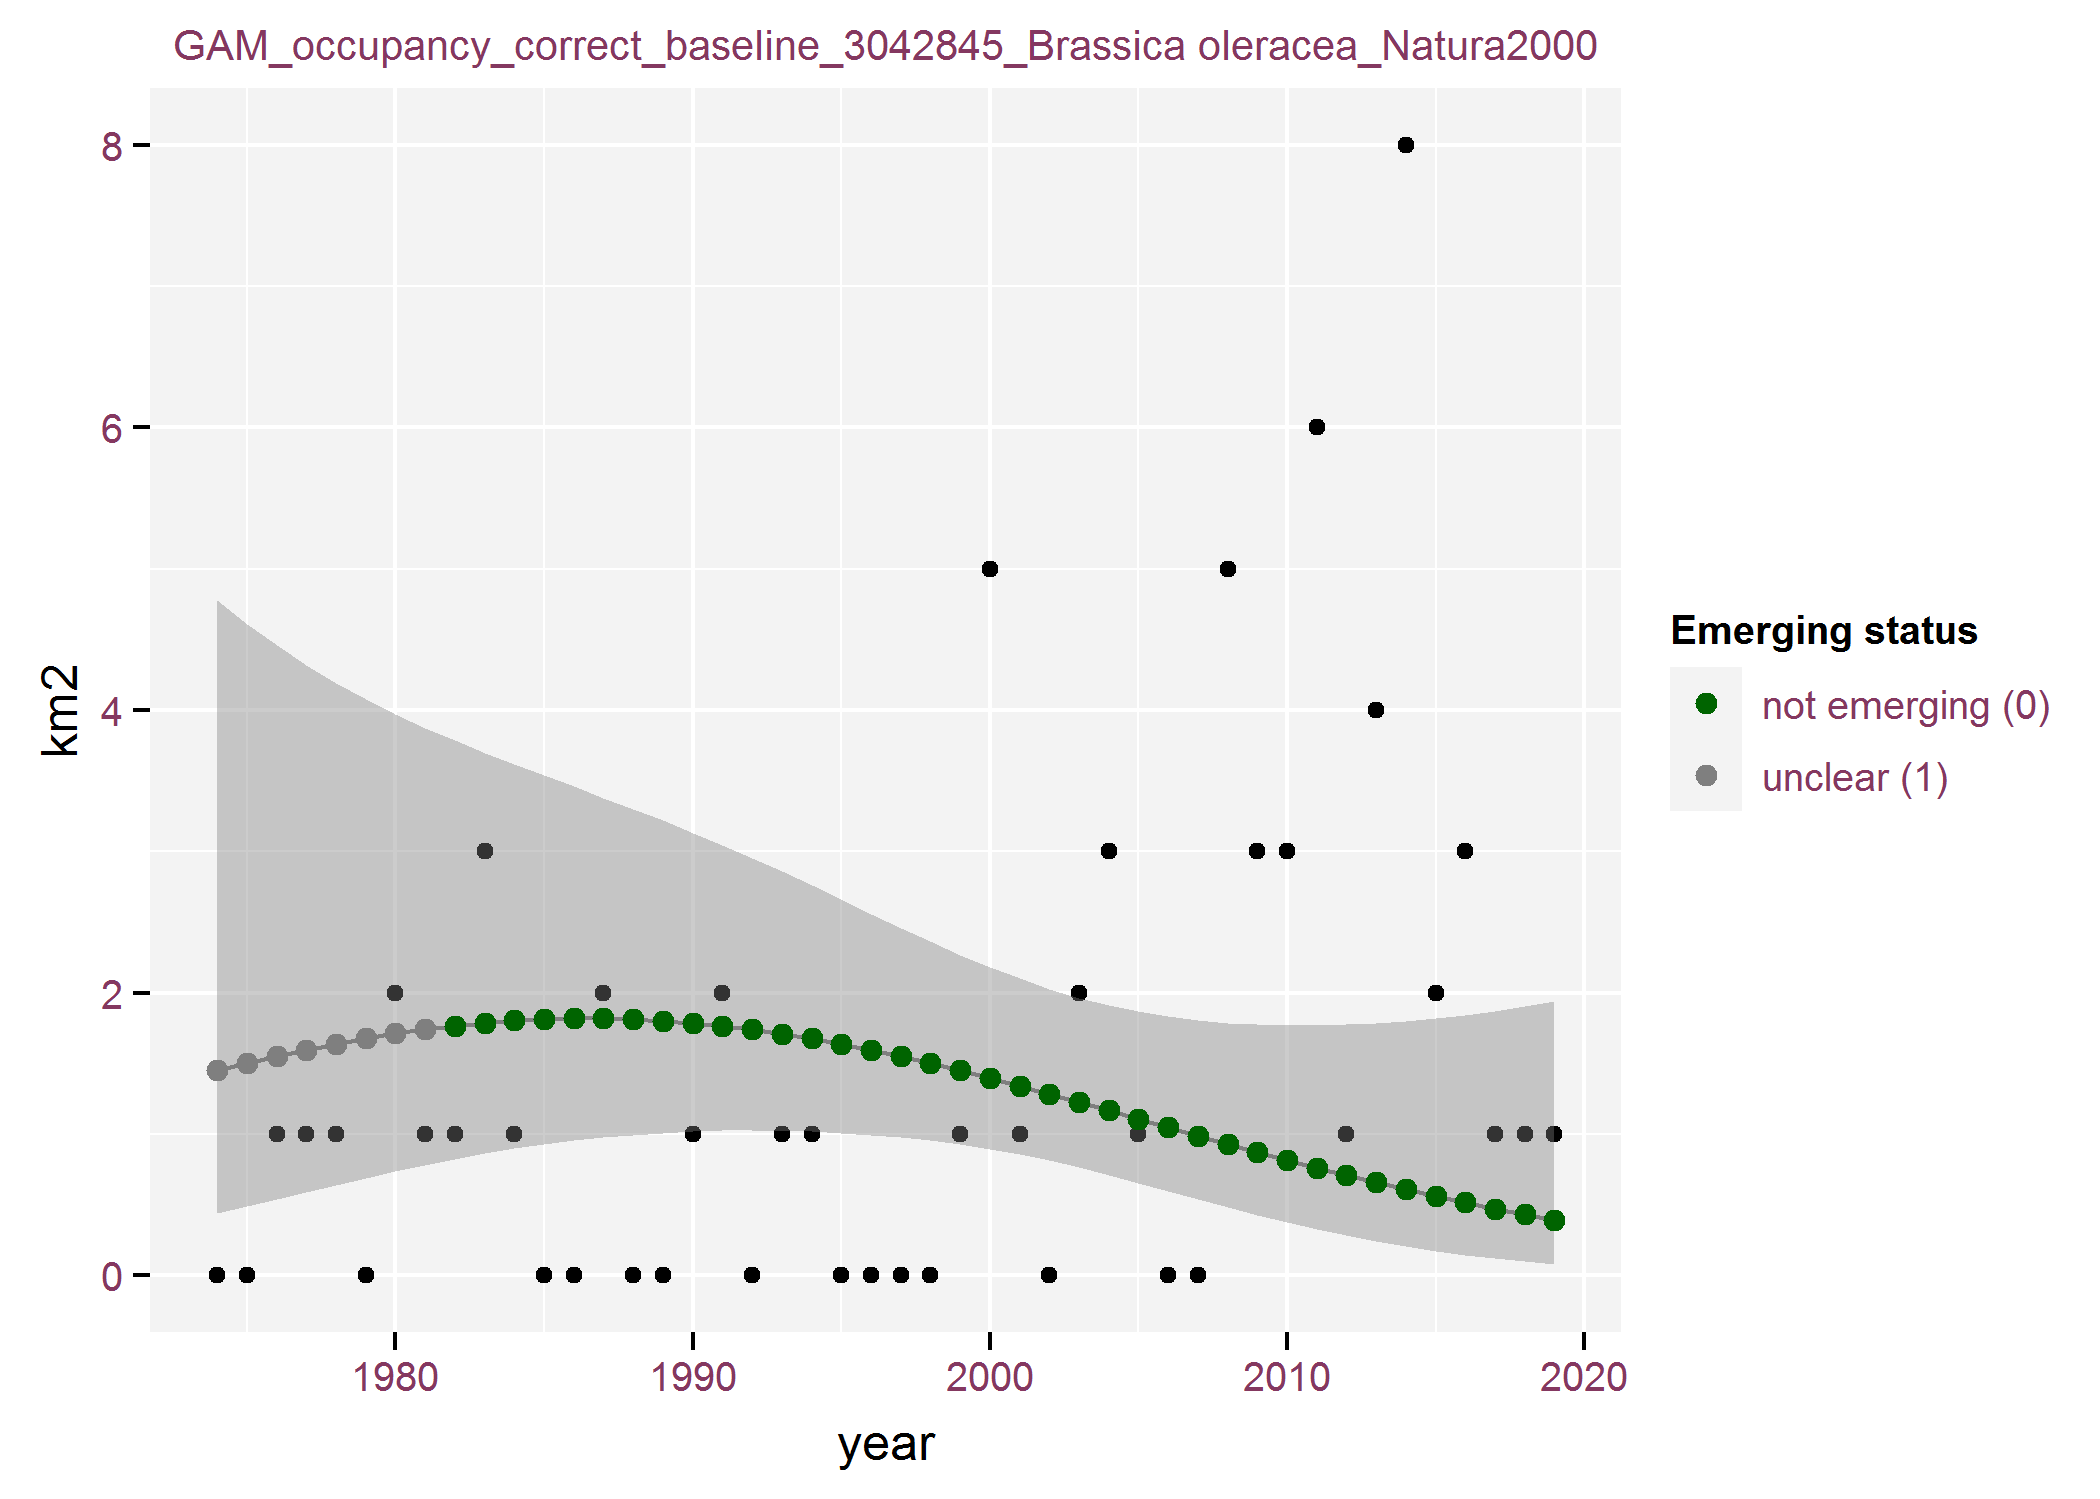 GAM_occupancy_correct_baseline_3042845_Brassica oleracea_Natura2000
8
6
4
2
0
km2
1980 1990 2000 2010 2020
year
Emerging status
not emerging (0)
unclear (1)